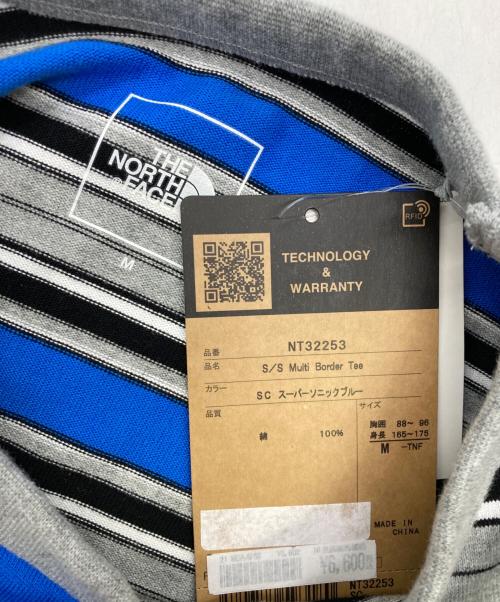 THE
NORTH
FACE
M
RFID
TECHNOLOGY
&
WARRANTY
品番 NT32253
品名 S/S Multi Border Tee
カラー SC スーパーソニックブルー
品質 サイズ
綿 100%
胸囲 88～ 96
身長 165～175
M -TNF
MADE IN
CHINA
NT32253
SC